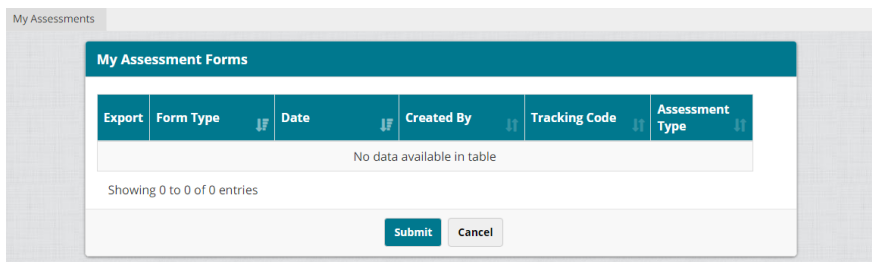 My Assessments
My Assessment Forms
Export Form Type Date Created By Tracking Code Assessment
Type
No data available in table
Showing 0 to 0 of 0 entries
Submit Cancel